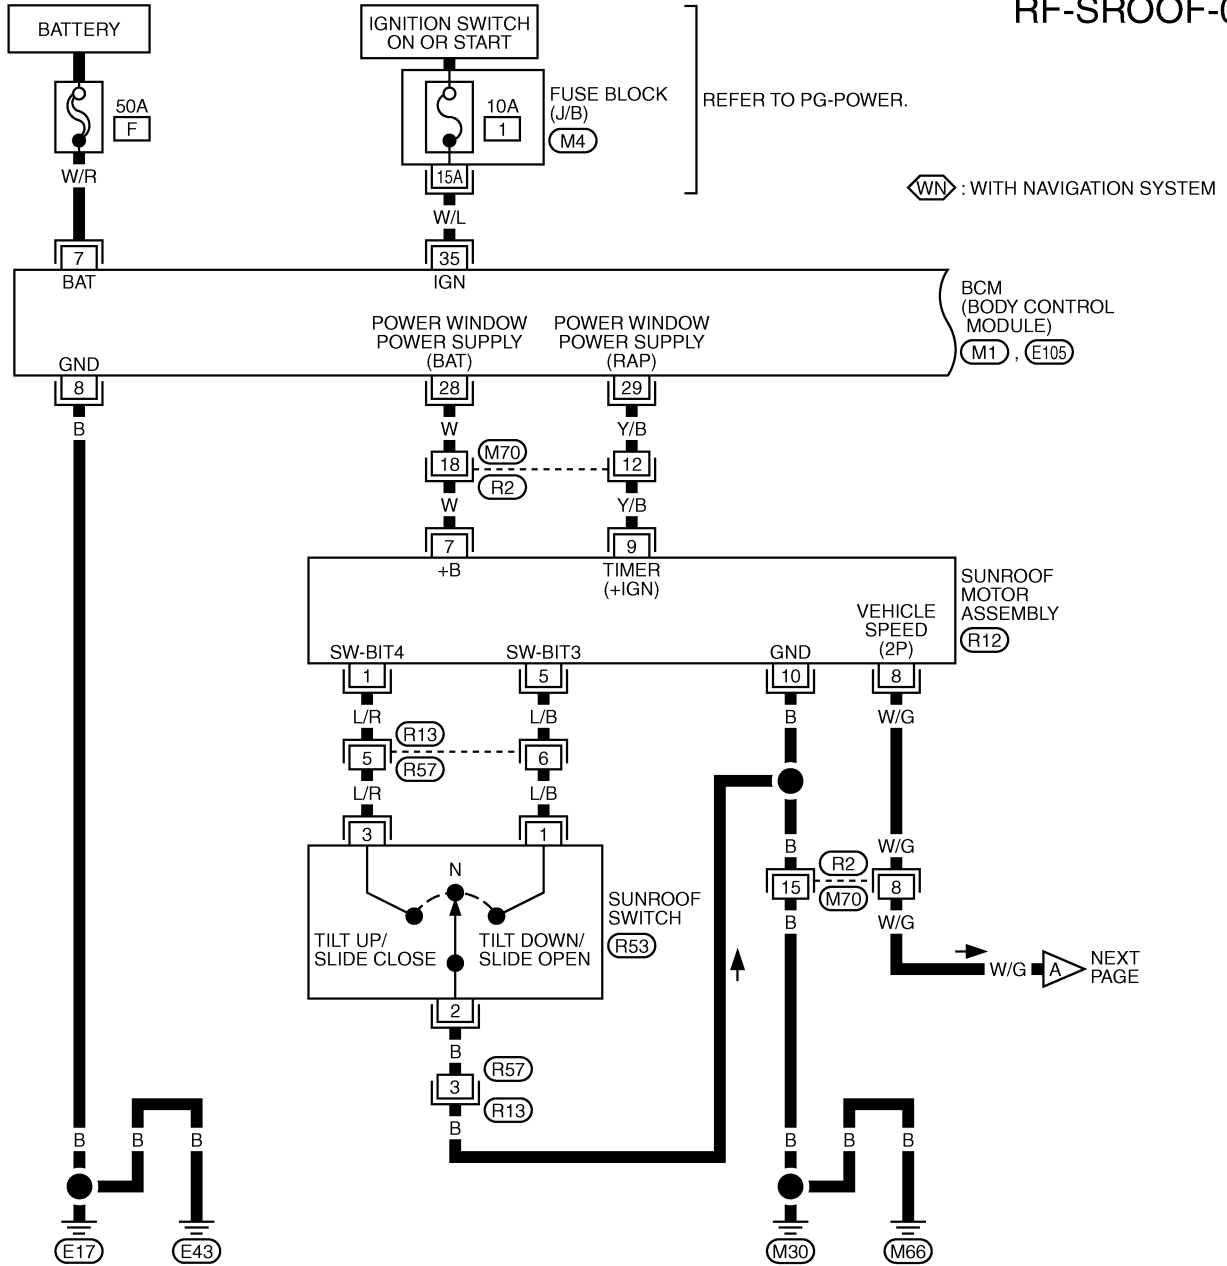 RF-SROOF-
BATTERY
IGNITION SWITCH
ON OR START
50A
F
10A
1
FUSE BLOCK
(J/B)
M4
REFER TO PG-POWER.
W/R
15A
W/L
WN : WITH NAVIGATION SYSTEM
7
35
BAT
IGN
BCM
(BODY CONTROL
MODULE)
M1 , E105
POWER WINDOW
POWER SUPPLY
(BAT)
POWER WINDOW
POWER SUPPLY
(RAP)
GND
8
28
29
B
W
Y/B
18
M70
R2
12
W
Y/B
7
9
+B
TIMER
(+IGN)
SUNROOF
MOTOR
ASSEMBLY
R12
VEHICLE
SPEED
(2P)
SW-BIT4
SW-BIT3
GND
1
5
10
8
L/R
L/B
B
W/G
5
R13
R57
6
L/R
L/B
3
1
B
W/G
N
15
R2
M70
8
TILT UP/
SLIDE CLOSE
TILT DOWN/
SLIDE OPEN
SUNROOF
SWITCH
R53
B
W/G
W/G
A
NEXT
PAGE
2
B
3
R57
R13
B
B
B
B
B
B
B
E17
E43
M30
M66